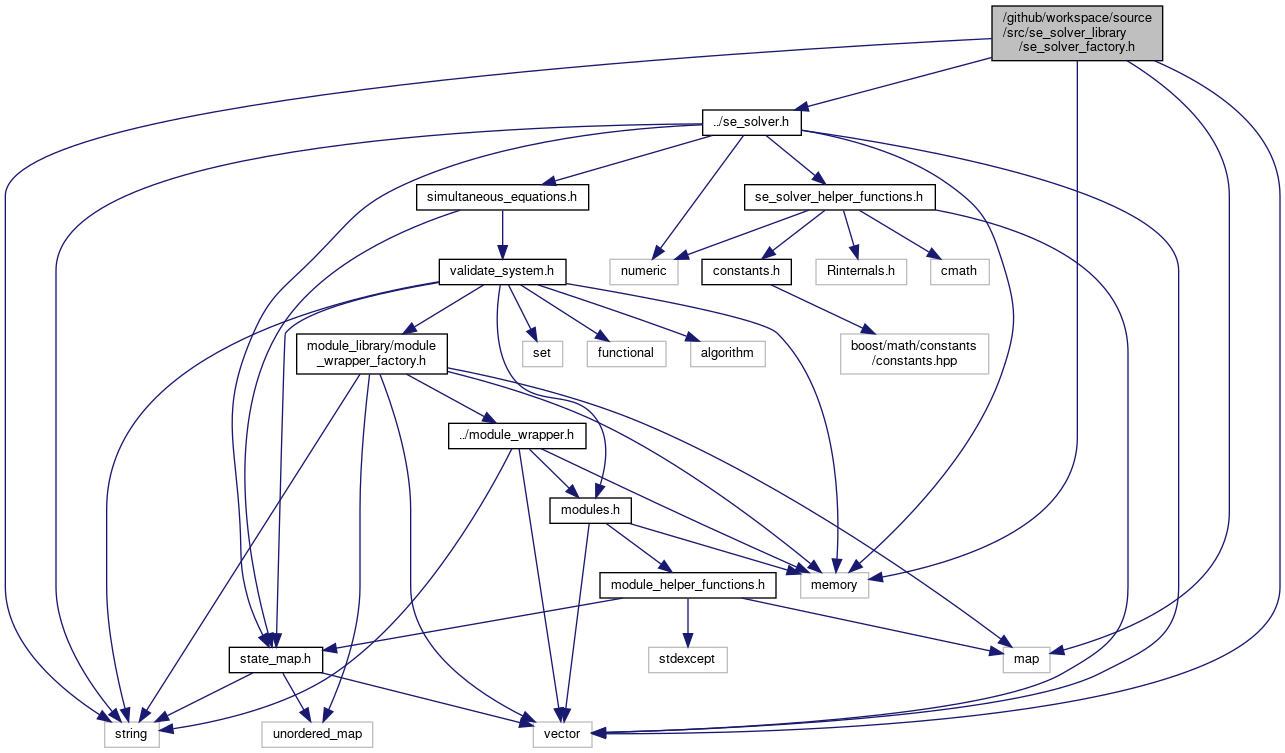 /github/workspace/source
/src/se_solver_library
/se_solver_factory.h
../se_solver.h
simultaneous_equations.h
se_solver_helper_functions.h
validate_system.h
numeric
constants.h
Rinternals.h
cmath
module_library/module
_wrapper_factory.h
set
functional
algorithm
boost/math/constants
/constants.hpp
../module_wrapper.h
modules.h
module_helper_functions.h
memory
state_map.h
stdexcept
map
string
unordered_map
vector